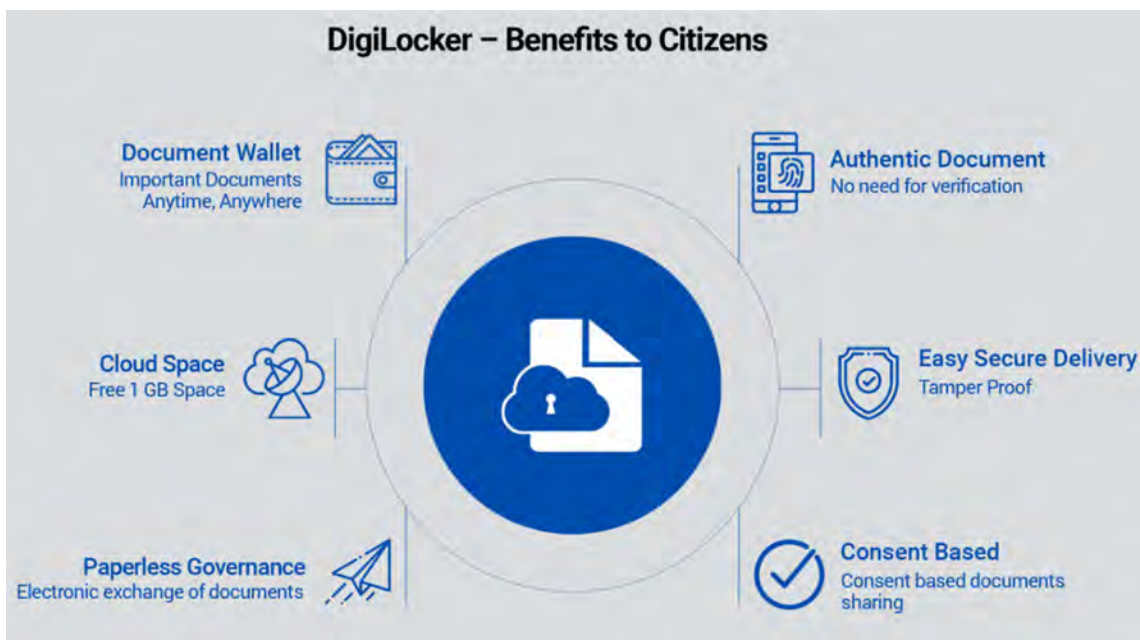 DigiLocker – Benefits to Citizens
Document Wallet
Important Documents
Anytime, Anywhere
Cloud Space
Free 1 GB Space
Paperless Governance
Electronic exchange of documents
Authentic Document
No need for verification
Easy Secure Delivery
Tamper Proof
Consent Based
Consent based documents
sharing